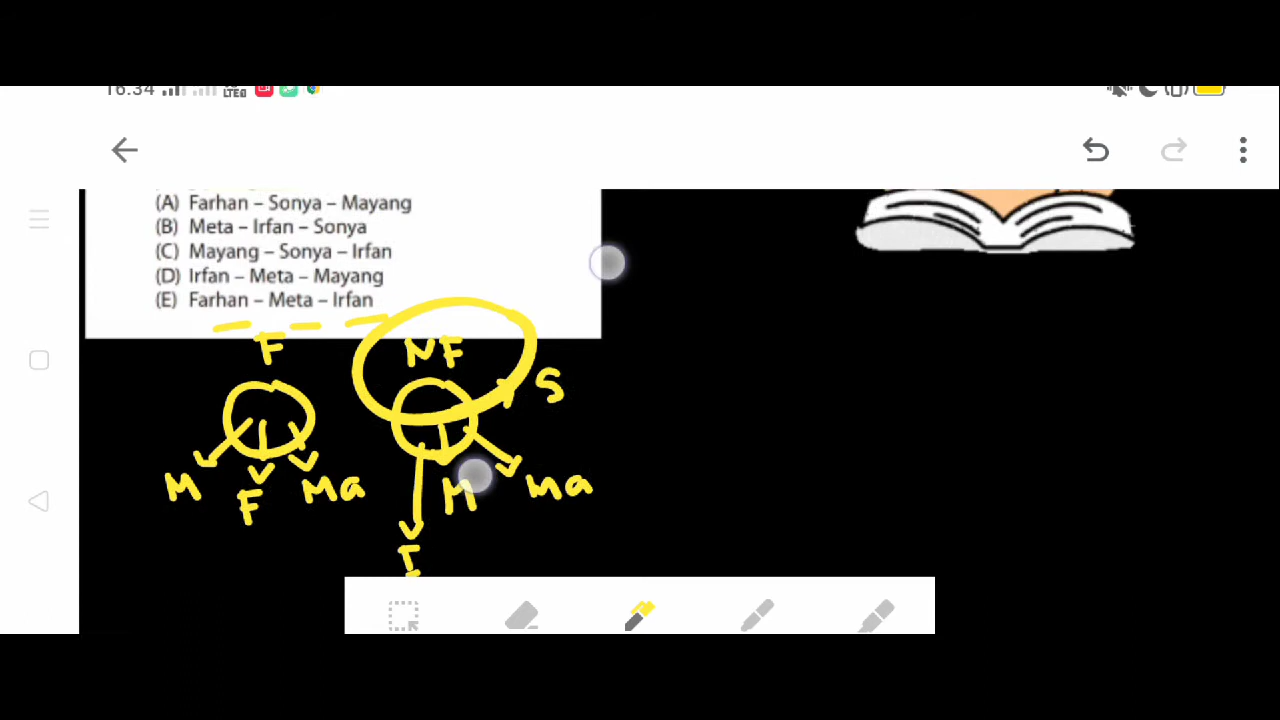 16.34
LTE
(A) Farhan – Sonya – Mayang
(B) Meta – Irfan – Sonya
(C) Mayang – Sonya – Irfan
(D) Irfan – Meta – Mayang
(E) Farhan – Meta – Irfan
F NF
S
M F Ma M Ma
I